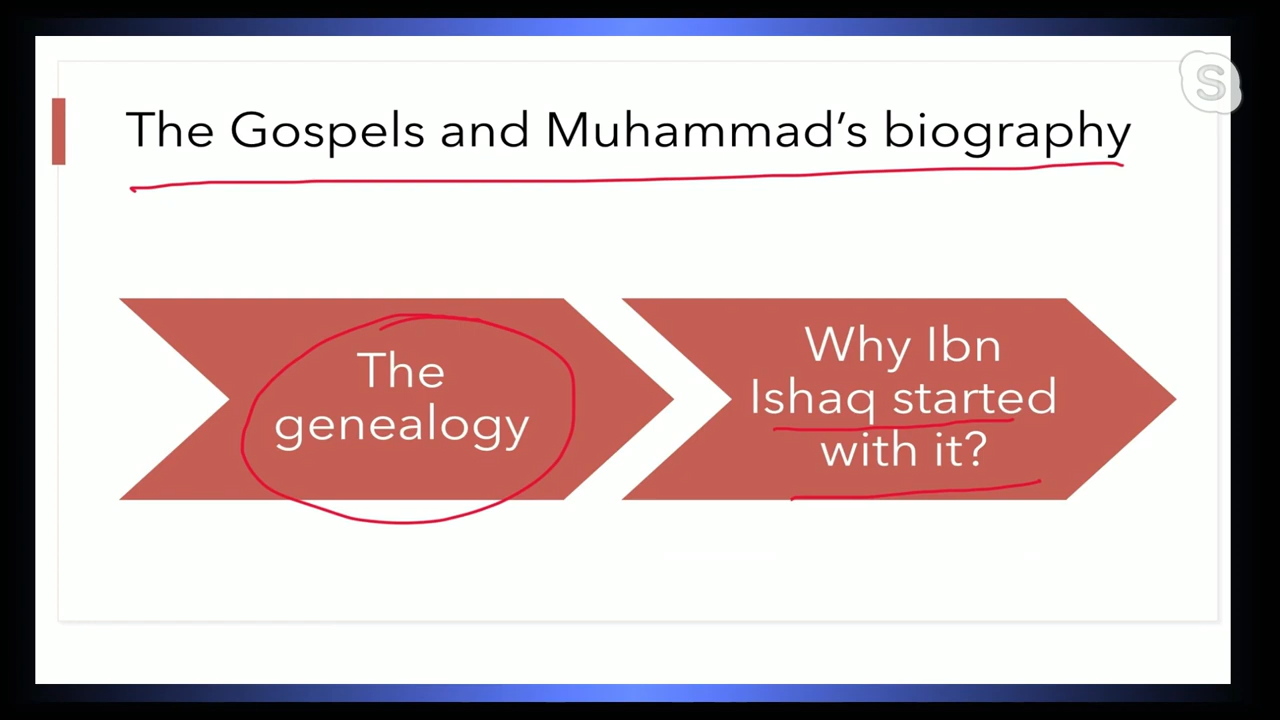 The Gospels and Muhammad's biography
The
genealogy
Why Ibn
Ishaq started
with it?
S